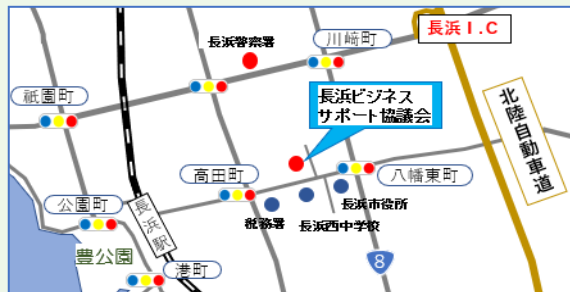 長浜I.C
川崎町
長浜警察署
北陸自動車道
長浜ビジネス
サポート協議会
祇園町
高田町
八幡東町
公園町
長浜駅
長浜市役所
税務署
長浜西中学校
豊公園
港町
8